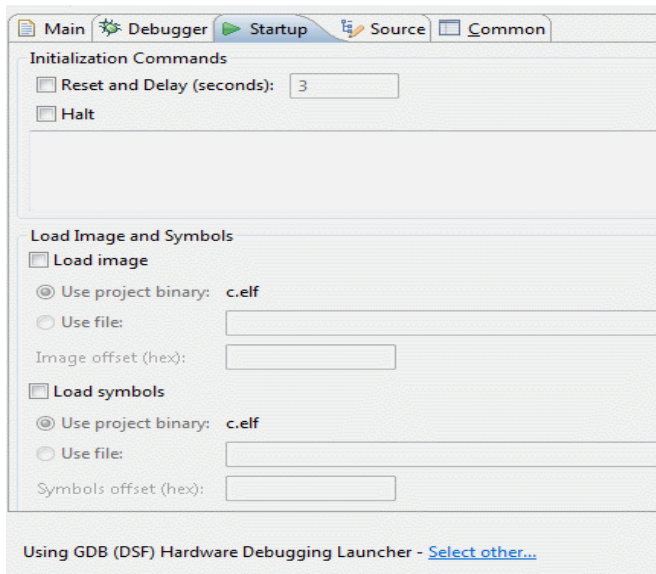 Main Debugger Startup Source Common
Initialization Commands
Reset and Delay (seconds): 3
Halt
Load Image and Symbols
Load image
Use project binary: c.elf
Use file:
Image offset (hex):
Load symbols
Use project binary: c.elf
Use file:
Symbols offset (hex):
Using GDB (DSF) Hardware Debugging Launcher - Select other...